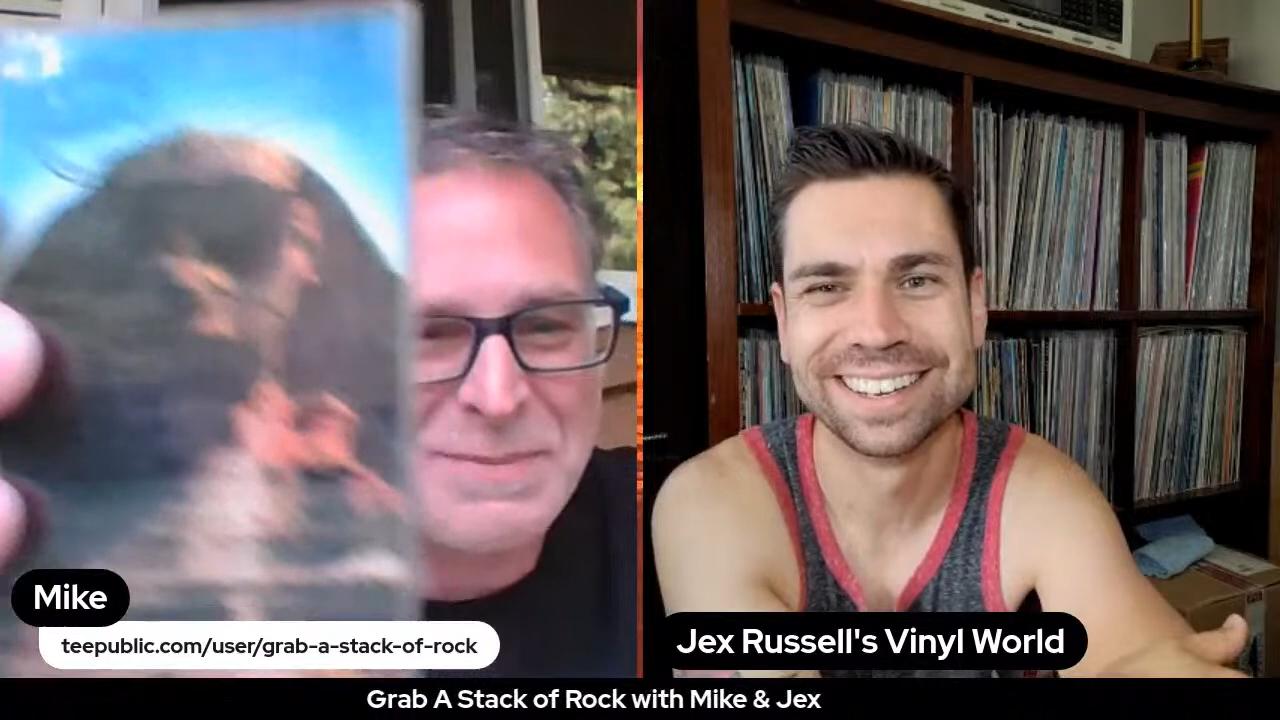 Mike
teepublic.com/user/grab-a-stack-of-rock
Jex Russell's Vinyl World
Grab A Stack of Rock with Mike & Jex